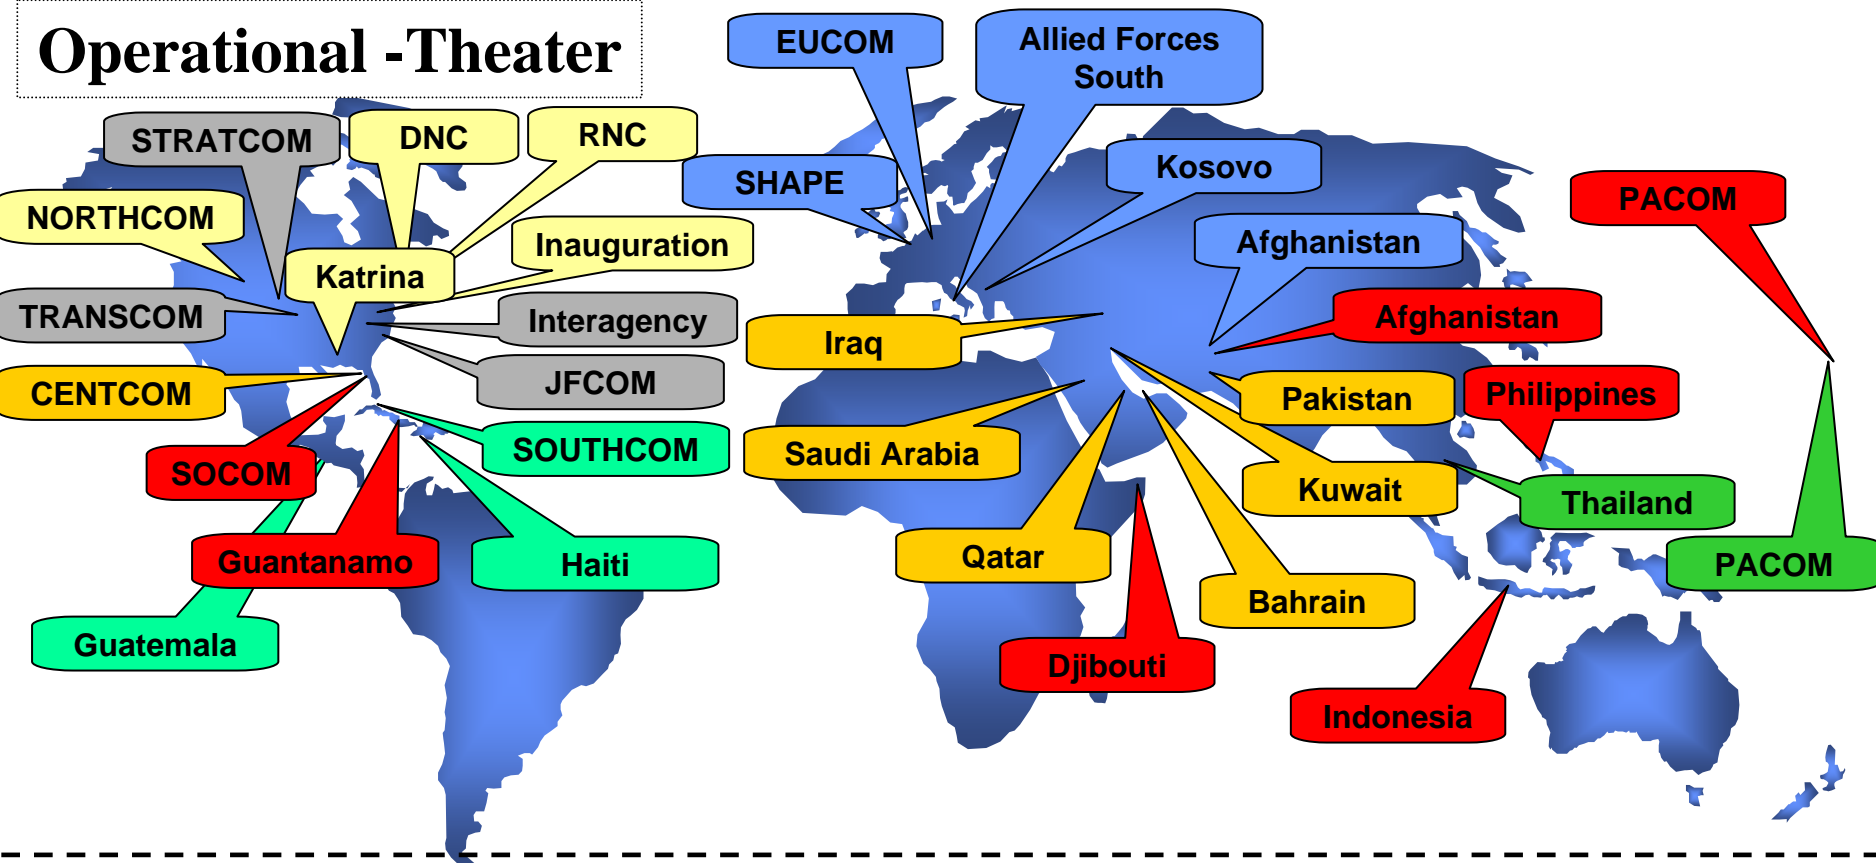 Operational -Theater
EUCOM
Allied Forces
South
STRATCOM
DNC
RNC
SHAPE
Kosovo
PACOM
NORTHCOM
Inauguration
Afghanistan
Katrina
TRANSCOM
Interagency
Iraq
Afghanistan
CENTCOM
JFCOM
Pakistan
Philippines
SOCOM
SOUTHCOM
Saudi Arabia
Kuwait
Thailand
Guantanamo
Haiti
Qatar
Bahrain
PACOM
Guatemala
Djibouti
Indonesia